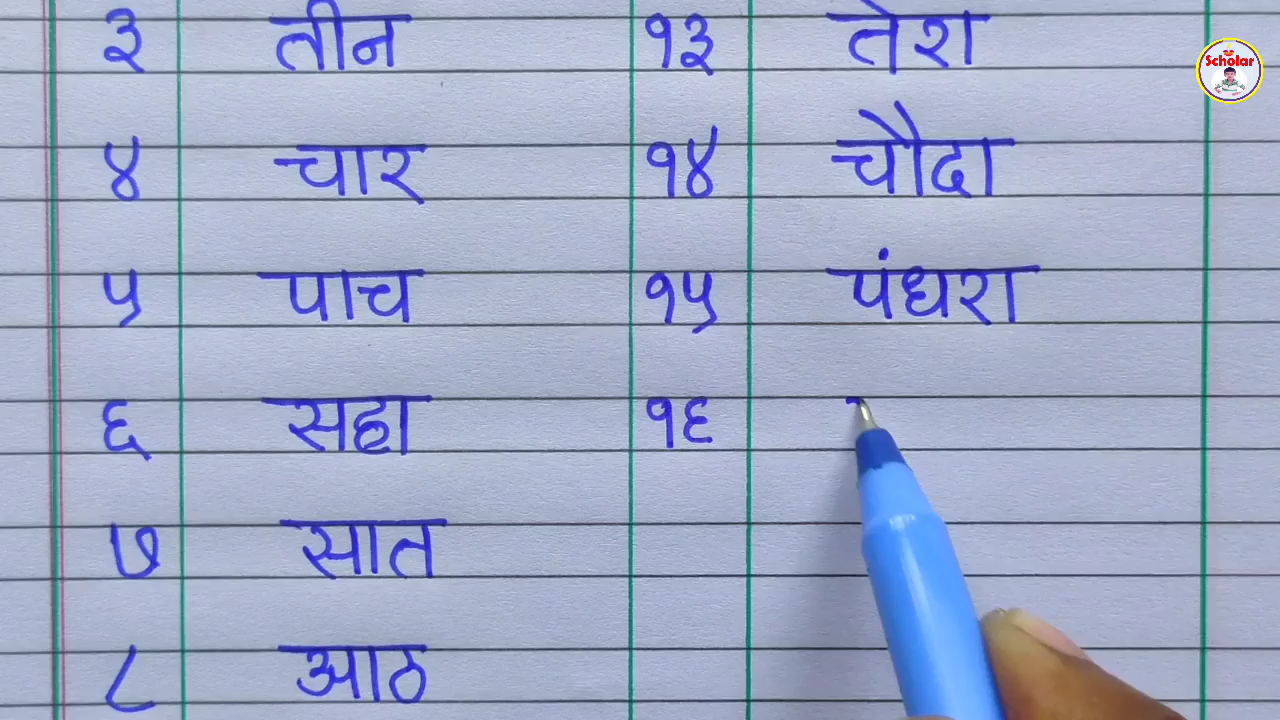 ३ तीन १३ तेरा
४ चार १४ चौदा
५ पाच १५ पंधरा
६ सहा १६
७ सात
८ आठ
Scholar